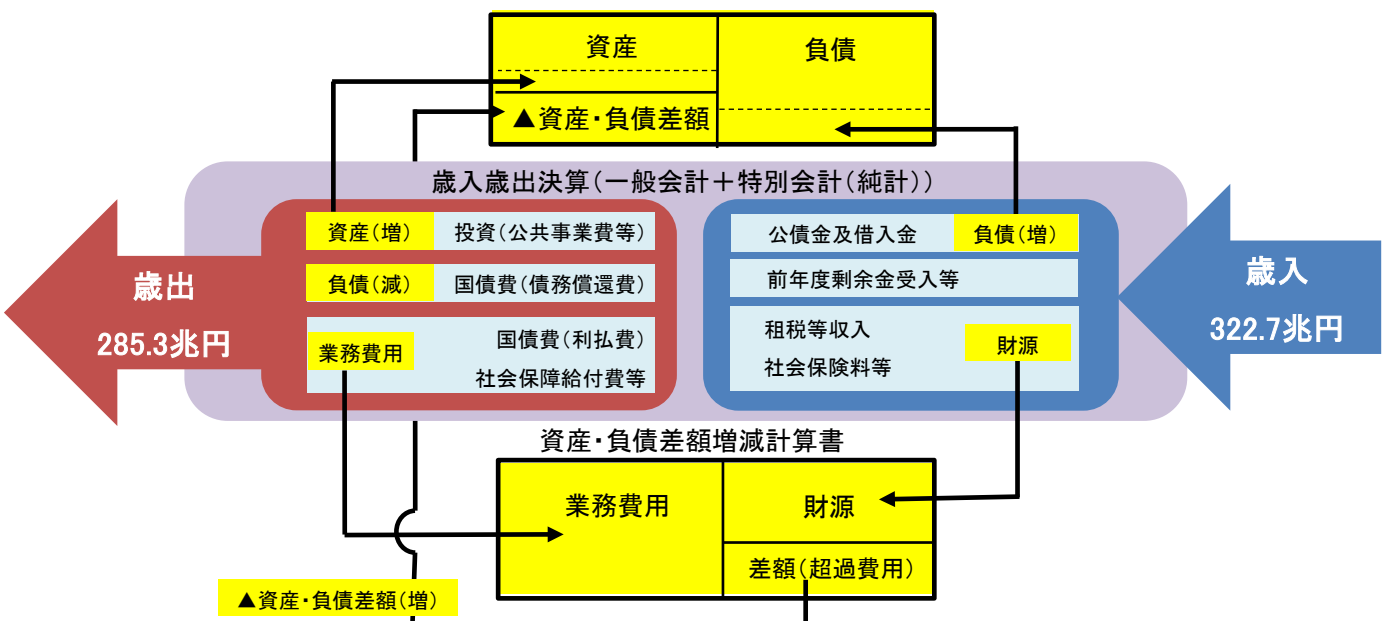 資産
負債
▲資産・負債差額
歳入歳出決算(一般会計+特別会計(純計))
歳出
285.3兆円
資産(増)
投資(公共事業費等)
負債(減)
国債費(債務償還費)
業務費用
国債費(利払費)
社会保障給付費等
公債金及借入金
負債(増)
前年度剰余金受入等
租税等収入
社会保険料等
財源
歳入
322.7兆円
資産・負債差額増減計算書
業務費用
財源
差額(超過費用)
▲資産・負債差額(増)